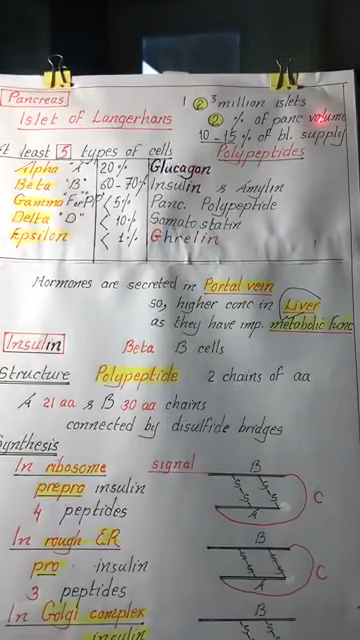 Pancreas
Islet of Langerhans
1 2 3 million islets
2 % of panc volume
10-15% of bl. supply
Polypeptides
t least 5 types of cells
Alpha "A" 20% Glucagon
Beta "B" 60-70% Insulin & Amylin
Gamma "F or PP" < 5% Panc. Polypeptide
Delta "D" < 10% Somatostatin
Epsilon < 1% Ghrelin
Hormones are secreted in Portal vein
so, higher conc in Liver
as they have imp. metabolic func
Insulin Beta B cells
Structure Polypeptide 2 chains of aa
A 21 aa & B 30 aa chains
connected by disulfide bridges
Synthesis
In ribosome signal B
prepro insulin S S S S C
4 peptides A
In rough ER B
pro insulin S S S S C
3 peptides A
In Golgi complex B
insulin